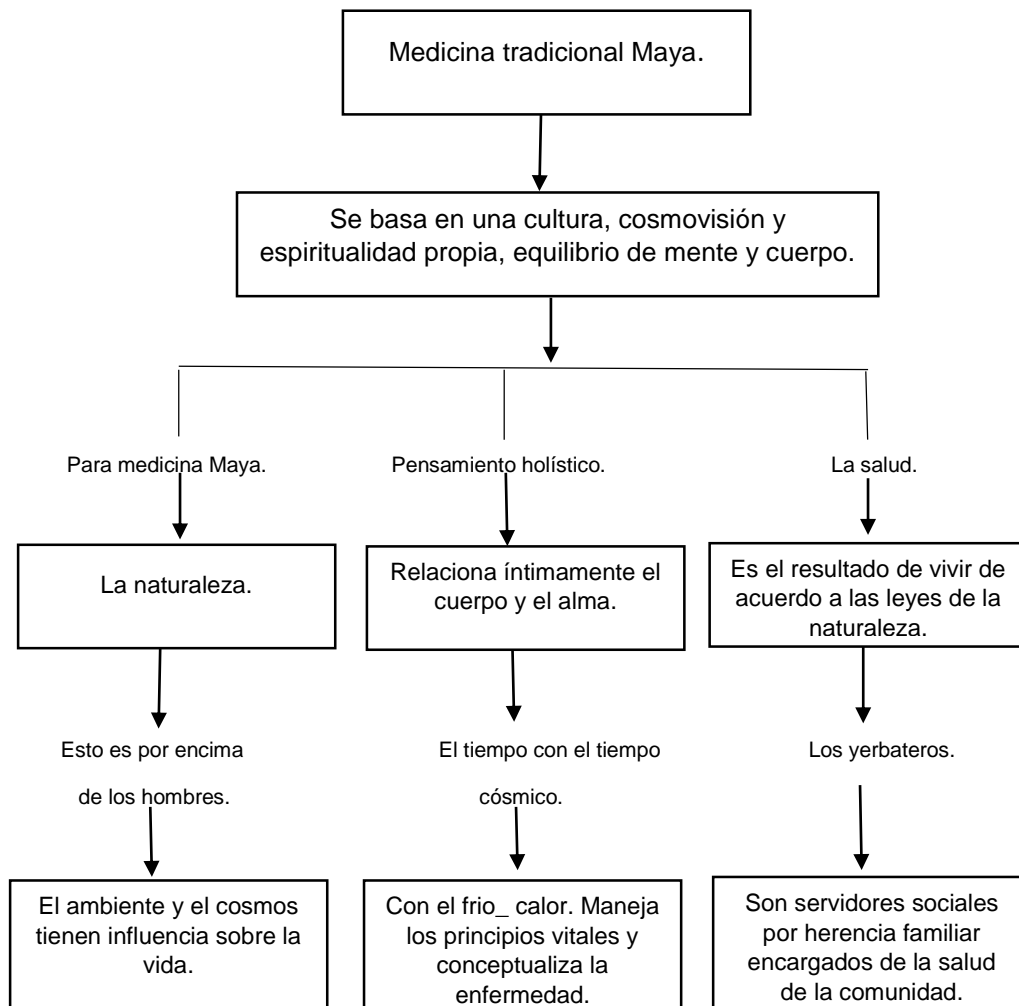 Medicina tradicional Maya.
Se basa en una cultura, cosmovisión y
espiritualidad propia, equilibrio de mente y cuerpo.
Para medicina Maya.
Pensamiento holístico.
La salud.
La naturaleza.
Relaciona íntimamente el
cuerpo y el alma.
Es el resultado de vivir de
acuerdo a las leyes de la
naturaleza.
Esto es por encima
de los hombres.
El tiempo con el tiempo
cósmico.
Los yerbateros.
El ambiente y el cosmos
tienen influencia sobre la
vida.
Con el frio_ calor. Maneja
los principios vitales y
conceptualiza la
enfermedad.
Son servidores sociales
por herencia familiar
encargados de la salud
de la comunidad.